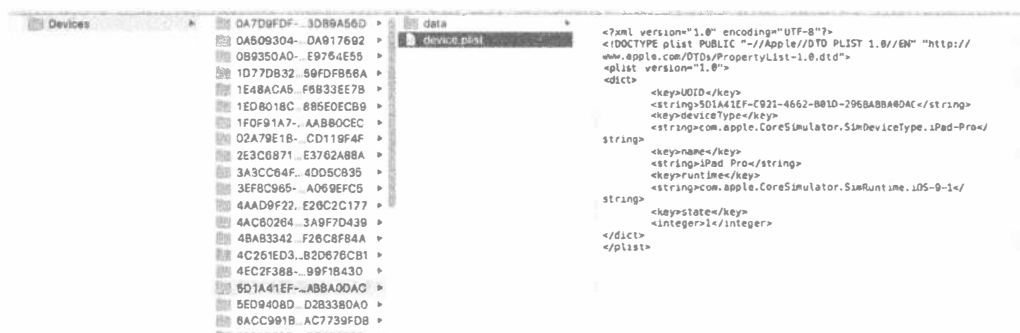 Devices
0A7D9FDF-...3DB9A56D
0A509304-...DA917692
0B9350A0-...E9764E55
1D77DB32...59FDFB56A
1E48ACA5...F6B33EE7B
1ED8018C...885E0ECB9
1F0F91A7-...AABB0CEC
02A79E1B-...CD119F4F
2E3C6871...E3762A88A
3A3CC64F...4DD5C835
3EF8C965-...A069EFC5
4AAD9F22...E26C2C177
4AC60264...3A9F7D439
4BAB3342...F26C8F84A
4C251ED3...B2D676CB1
4EC2F388-...99F18430
5D1A41EF-...ABBA0DAC
5ED9408D...D2B3380A0
6ACC991B...AC7739FDB
data
device.plist
<?xml version="1.0" encoding="UTF-8"?>
<!DOCTYPE plist PUBLIC "-//Apple//DTD PLIST 1.0//EN" "http://
www.apple.com/DTDs/PropertyList-1.0.dtd">
<plist version="1.0">
<dict>
<key>UDID</key>
<string>5D1A41EF-C921-4662-B01D-296BABBA0DAC</string>
<key>deviceType</key>
<string>com.apple.CoreSimulator.SimDeviceType.iPad-Pro</
string>
<key>name</key>
<string>iPad Pro</string>
<key>runtime</key>
<string>com.apple.CoreSimulator.SimRuntime.iOS-9-1</
string>
<key>state</key>
<integer>1</integer>
</dict>
</plist>